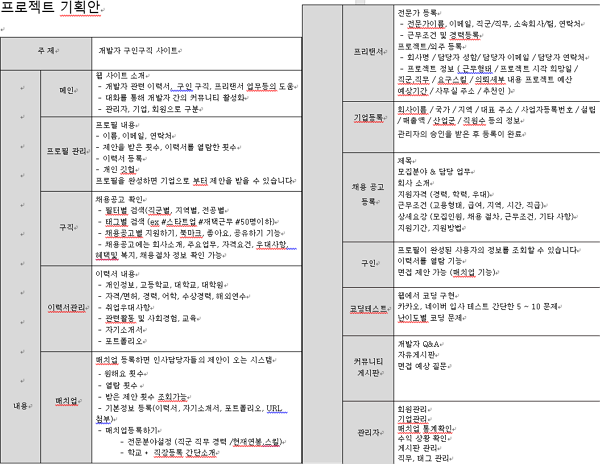 프로젝트 기획안
주 제
개발자 구인구직 사이트
내용
메인
웹 사이트 소개
- 개발자 관련 이력서, 구인 구직, 프리랜서 업무등의 도움
- 대화를 통해 개발자 간의 커뮤니티 활성화
- 관리자, 기업, 회원으로 구분
프로필 관리
프로필 내용
- 이름, 이메일, 연락처
- 제안을 받은 횟수, 이력서를 열람한 횟수
- 이력서 등록
- 개인 깃헙
프로필을 완성하면 기업으로 부터 제안을 받을 수 있습니다
구직
채용공고 확인
- 필터별 검색(직군별, 지역별, 전공별
- 태그별 검색 (ex #스타트업 #재택근무 #50명이하)
- 채용공고별 지원하기, 북마크, 좋아요, 공유하기 기능
- 채용공고에는 회사소개, 주요업무, 자격요건, 우대사항,
혜택및 복지, 채용절차 정보 확인 가능
이력서관리
이력서 내용
- 개인정보, 고등학교, 대학교, 대학원
- 자격/면허, 경력, 어학, 수상경력, 해외연수
- 취업우대사항
- 관련활동 및 사회경험, 교육
- 자기소개서
- 포트폴리오
매치업
매치업 등록하면 인사담당자들의 제안이 오는 시스템
- 원해요 횟수
- 열람 횟수
- 받은 제안 횟수 조회가능
- 기본정보 등록(이력서, 자기소개서, 포트폴리오, URL
첨부)
- 매치업등록하기
- 전문분야설정 (직군 직무 경력 /현재연봉,스킬)
- 학교 + 직장등록 간단소개
프리랜서
전문가 등록
- 전문가이름, 이메일, 직군/직무, 소속회사/팀, 연락처
- 근무조건 및 경력등록
프로젝트/외주 등록
- 회사명 / 담당자 성함/ 담당자 이메일 / 담당자 연락처
- 프로젝트 정보 ( 근무형태 / 프로젝트 시작 희망일 /
직군,직무 / 요구스킬 / 의뢰세부 내용 프로젝트 예산
예상기간 / 사무실 주소 / 추천인 )
기업등록
회사이름 / 국가 / 지역 / 대표 주소 / 사업자등록번호 / 설립
/ 매출액 / 산업군 / 직원수 등의 정보
관리자의 승인을 받은 후 등록이 완료
채용 공고
등록
제목
모집분야 & 담당 업무
회사 소개
지원자격 (경력, 학력, 우대)
근무조건 (고용형태, 급여, 지역, 시간, 직급)
상세요강 (모집인원, 채용 절차, 근무조건, 기타 사항)
지원기간, 지원방법
구인
프로필이 완성된 사용자의 정보를 조회할 수 있습니다
이력서를 열람 기능
면접 제안 가능 (매치업 기능)
코딩테스트
웹에서 코딩 구현
카카오, 네이버 입사 테스트 간단한 5 ~ 10 문제
난이도별 코딩 문제
커뮤니티
게시판
개발자 Q&A
자유게시판
면접 예상 질문
관리자
회원관리
기업관리
매치업 통계확인
수익 상황 확인
게시판 관리
직무, 태그 관리